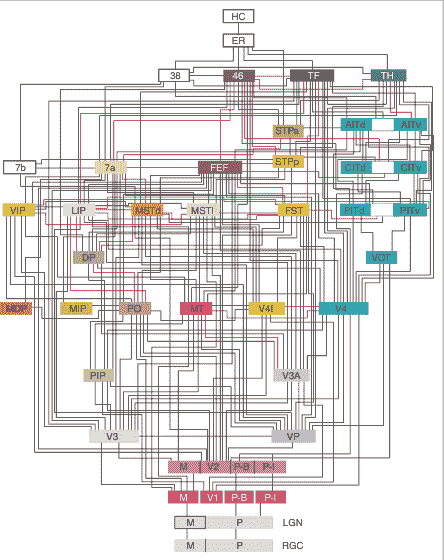 HC
ER
38 46 TF TH
STPa AITd AITv
7b 7a FEF STPp CITd CITv
VIP LIP MSTd MSTl FST PITd PITv
DP VOT
MDP MIP PO MT V4t V4
PIP V3A
V3 VP
M V2 P-B P-I
M V1 P-B P-I
M P LGN
M P RGC